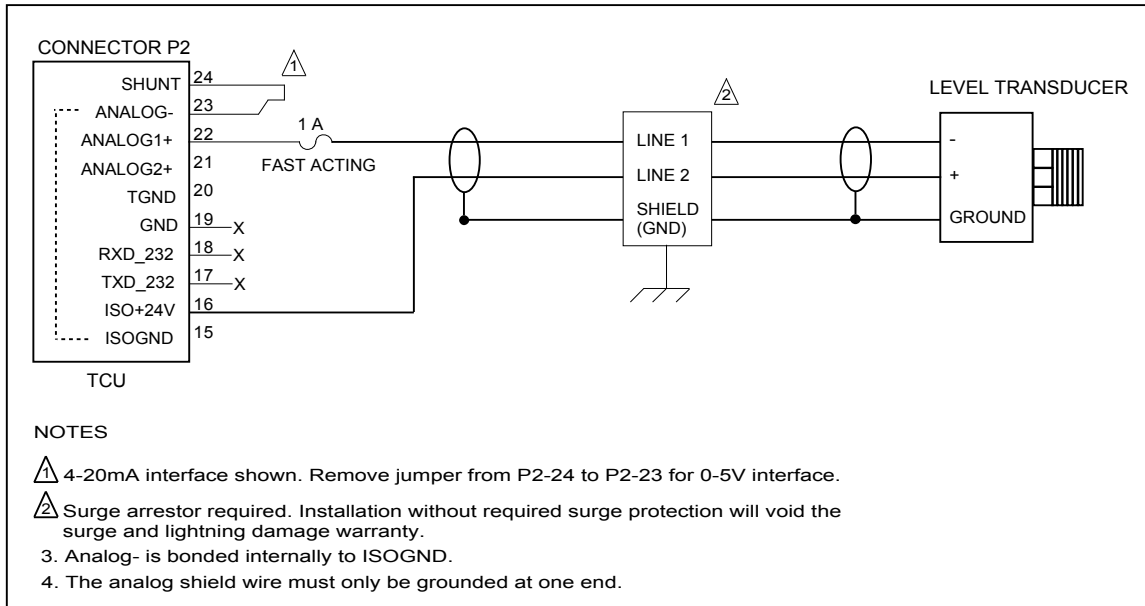 CONNECTOR P2
SHUNT 24
ANALOG- 23
ANALOG1+ 22
ANALOG2+ 21
TGND 20
GND 19 X
RXD_232 18 X
TXD_232 17 X
ISO+24V 16
ISOGND 15
TCU
1
1 A
FAST ACTING
2
LINE 1
LINE 2
SHIELD
(GND)
LEVEL TRANSDUCER
-
+
GROUND
NOTES
1 4-20mA interface shown. Remove jumper from P2-24 to P2-23 for 0-5V interface.
2 Surge arrestor required. Installation without required surge protection will void the
surge and lightning damage warranty.
3. Analog- is bonded internally to ISOGND.
4. The analog shield wire must only be grounded at one end.